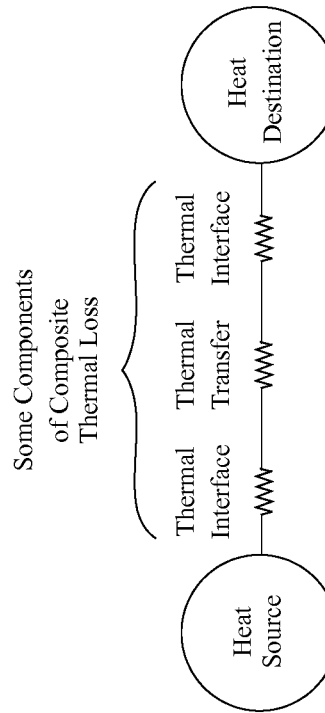 Some Components
of Composite
Thermal Loss
Thermal
Interface
Thermal
Transfer
Thermal
Interface
Heat
Source
Heat
Destination